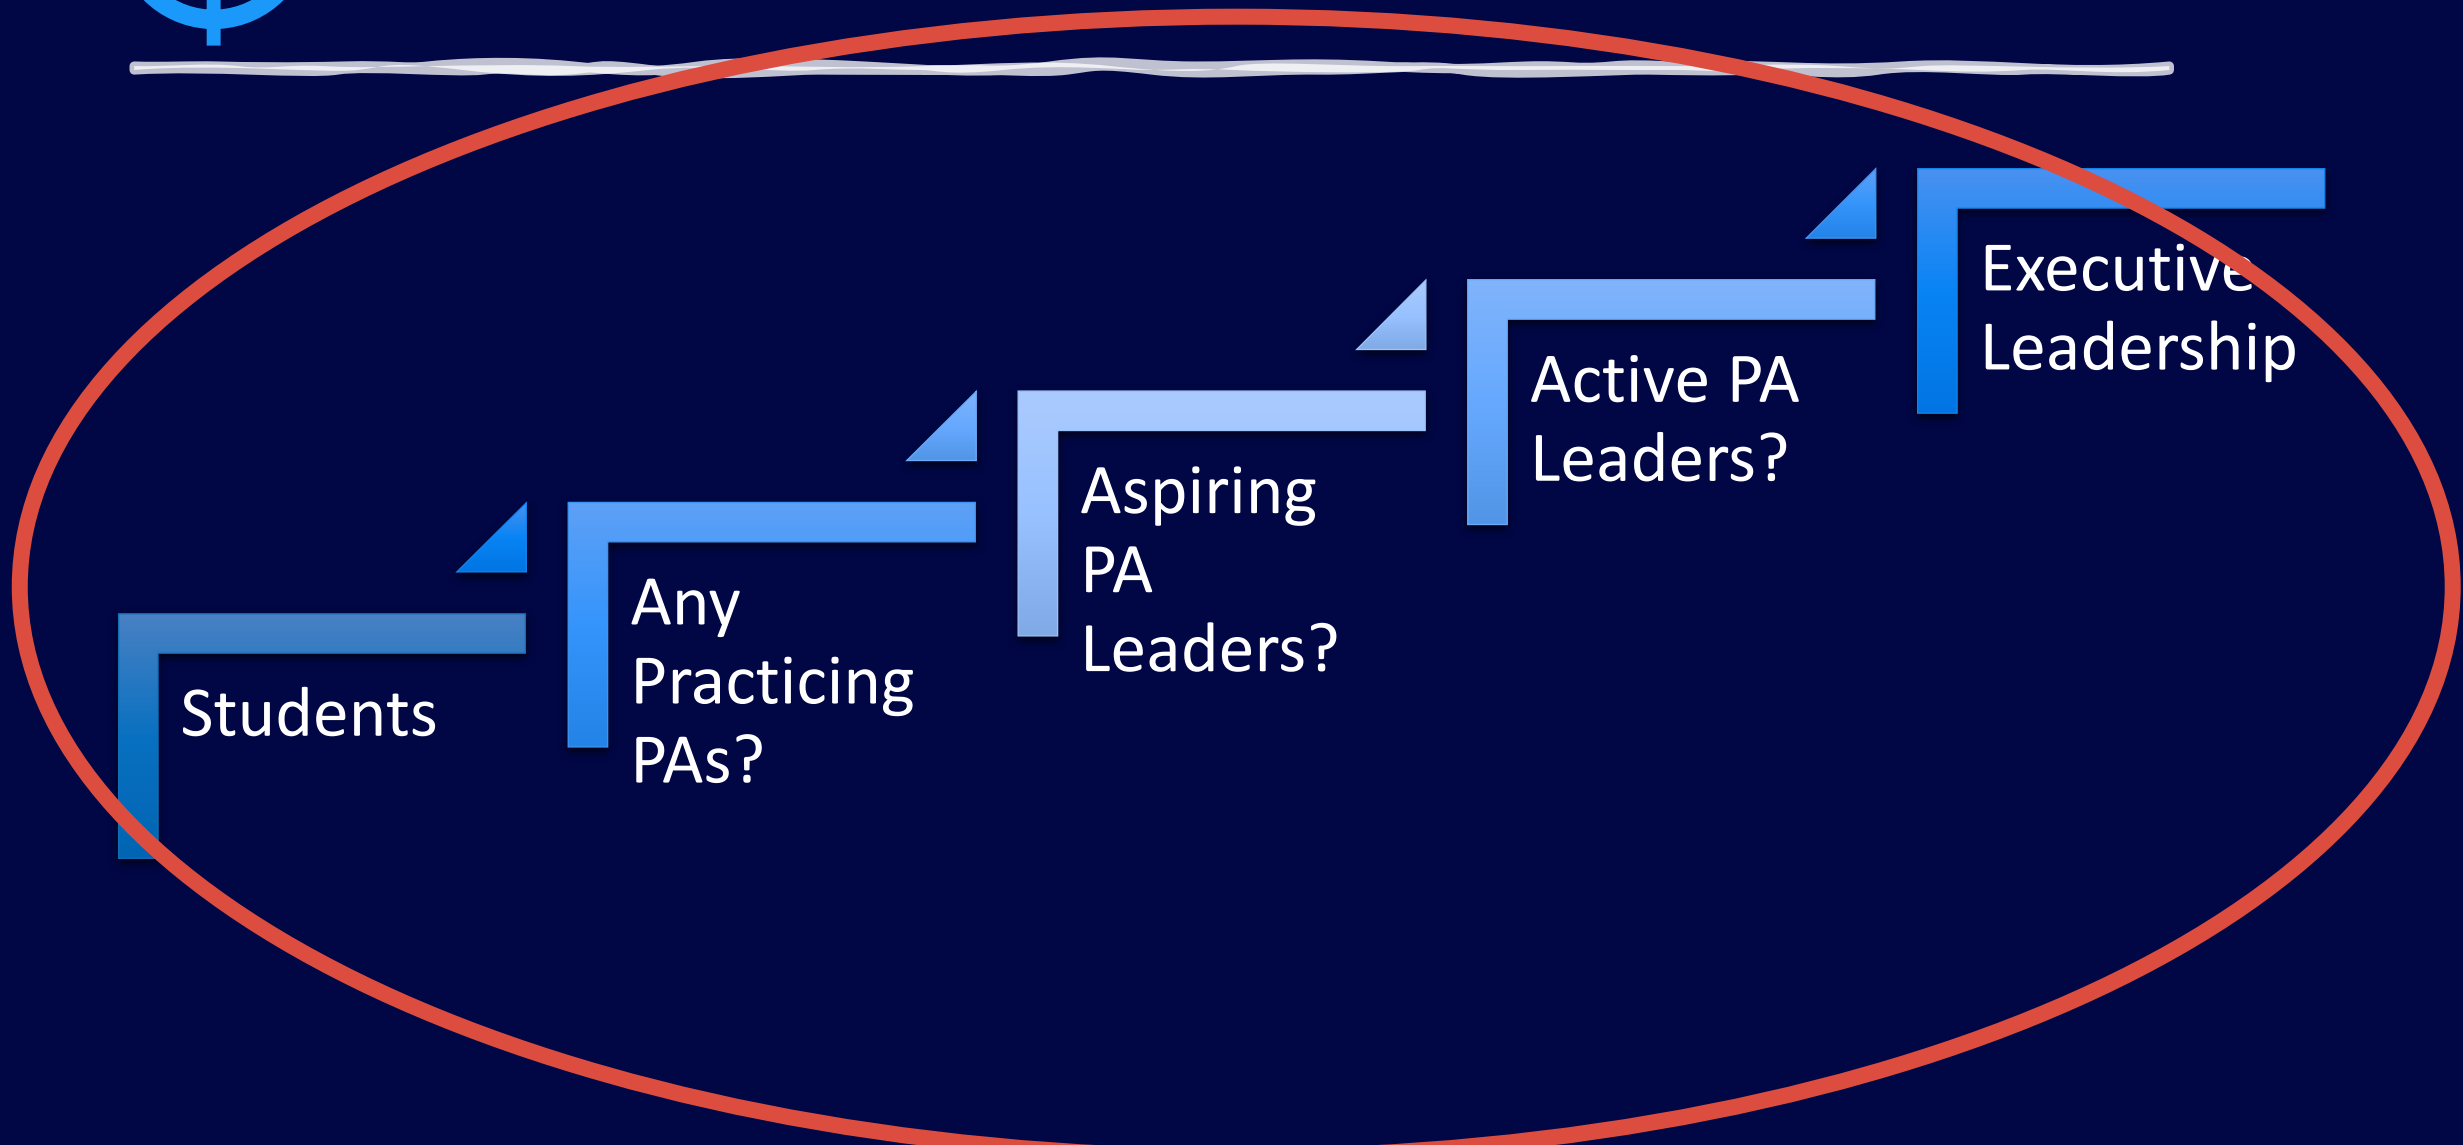 Students
Any
Practicing
PAs?
Aspiring
PA
Leaders?
Active PA
Leaders?
Executive
Leadership